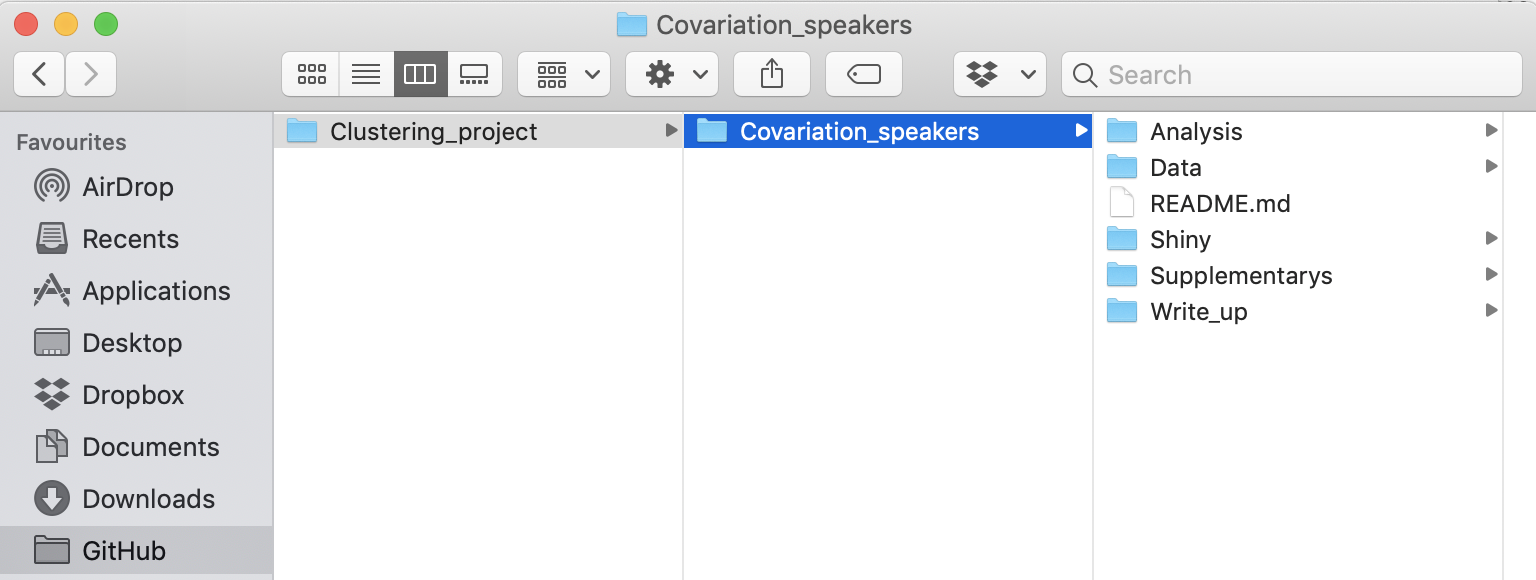 Covariation_speakers
Search
Favourites
AirDrop
Recents
Applications
Desktop
Dropbox
Documents
Downloads
GitHub
Clustering_project
Covariation_speakers
Analysis
Data
README.md
Shiny
Supplementarys
Write_up